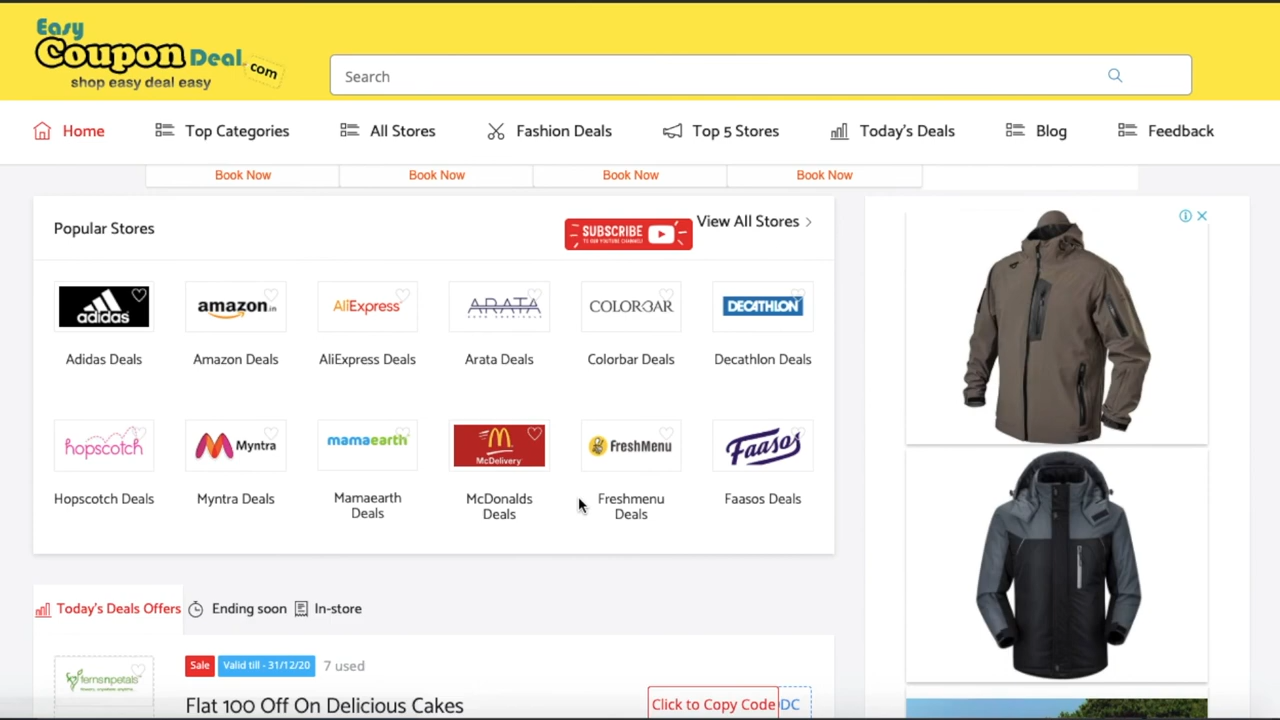 Easy
Coupon Deal.com
shop easy deal easy
Search
Home
Top Categories
All Stores
Fashion Deals
Top 5 Stores
Today's Deals
Blog
Feedback
Book Now
Book Now
Book Now
Book Now
Popular Stores
SUBSCRIBE
TO OUR YOUTUBE CHANNEL
View All Stores >
adidas
amazon.in
AliExpress
ARATA
COLORBAR
DECATHLON
Adidas Deals
Amazon Deals
AliExpress Deals
Arata Deals
Colorbar Deals
Decathlon Deals
hopscotch
Myntra
mamaearth
McDelivery
FreshMenu
Faasos
Hopscotch Deals
Myntra Deals
Mamaearth
Deals
McDonalds
Deals
Freshmenu
Deals
Faasos Deals
Today's Deals Offers
Ending soon
In-store
fernsnpetals
Sale
Valid till - 31/12/20
7 used
Flat 100 Off On Delicious Cakes
Click to Copy Code
DC